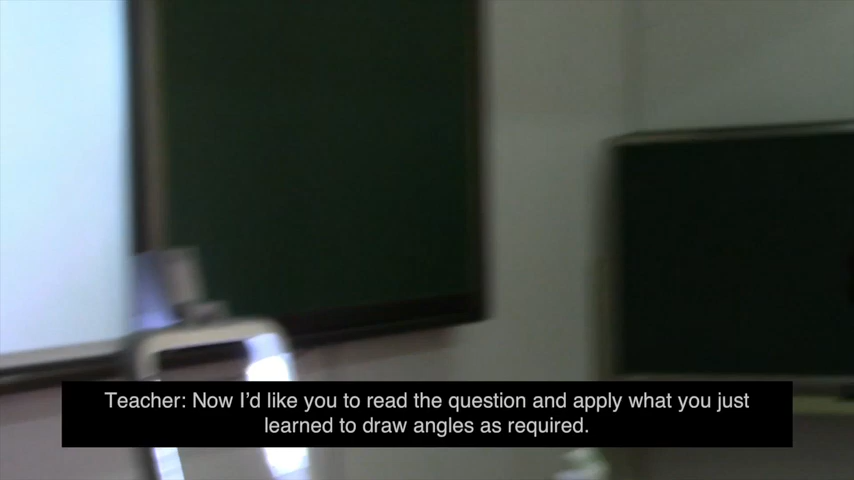 Teacher: Now I'd like you to read the question and apply what you just
learned to draw angles as required.